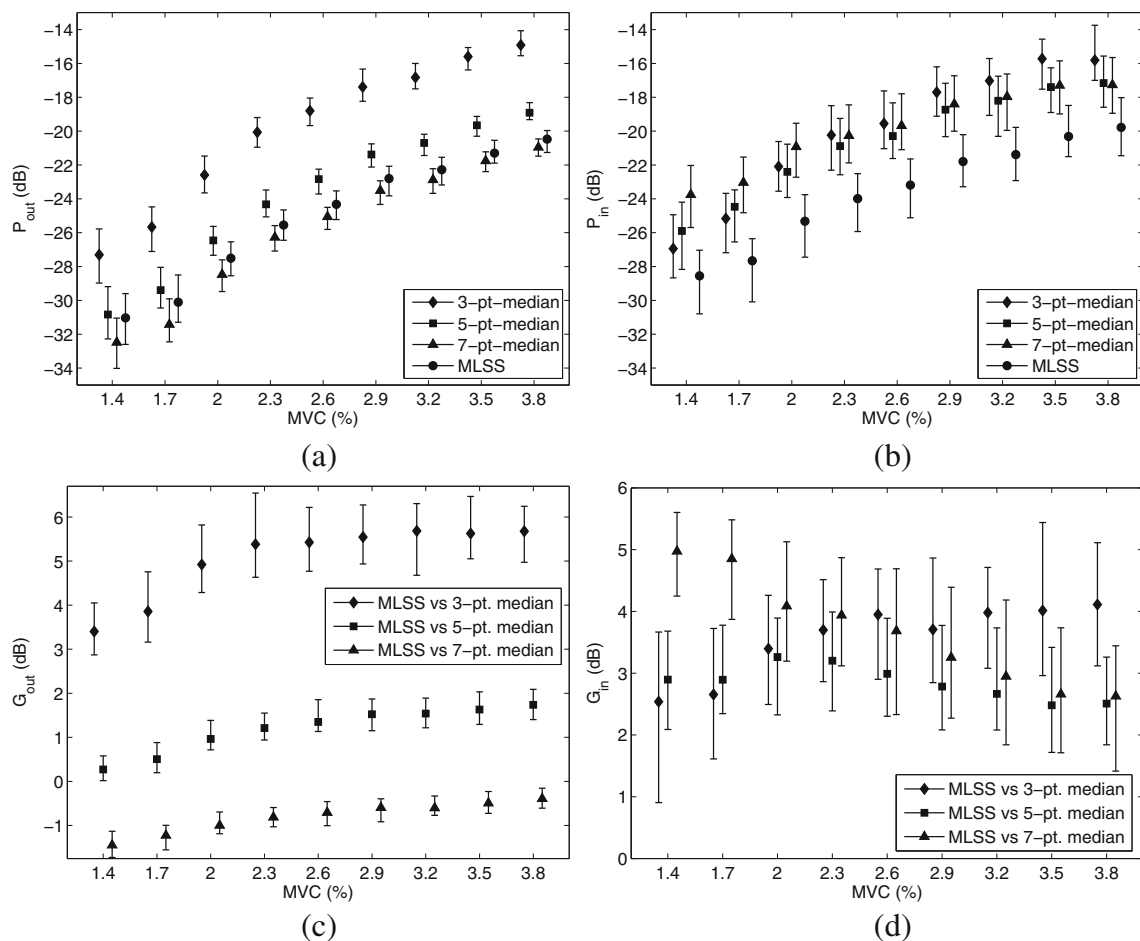 −14
−16
−18
−20
−22
−24
−26
−28
−30
−32
−34
P_out (dB)
3−pt−median
5−pt−median
7−pt−median
MLSS
1.4 1.7 2 2.3 2.6 2.9 3.2 3.5 3.8
MVC (%)
(a)
−14
−16
−18
−20
−22
−24
−26
−28
−30
−32
−34
P_in (dB)
3−pt−median
5−pt−median
7−pt−median
MLSS
1.4 1.7 2 2.3 2.6 2.9 3.2 3.5 3.8
MVC (%)
(b)
6
5
4
3
2
1
0
−1
G_out (dB)
MLSS vs 3−pt. median
MLSS vs 5−pt. median
MLSS vs 7−pt. median
1.4 1.7 2 2.3 2.6 2.9 3.2 3.5 3.8
MVC (%)
(c)
6
5
4
3
2
1
0
G_in (dB)
MLSS vs 3−pt. median
MLSS vs 5−pt. median
MLSS vs 7−pt. median
1.4 1.7 2 2.3 2.6 2.9 3.2 3.5 3.8
MVC (%)
(d)